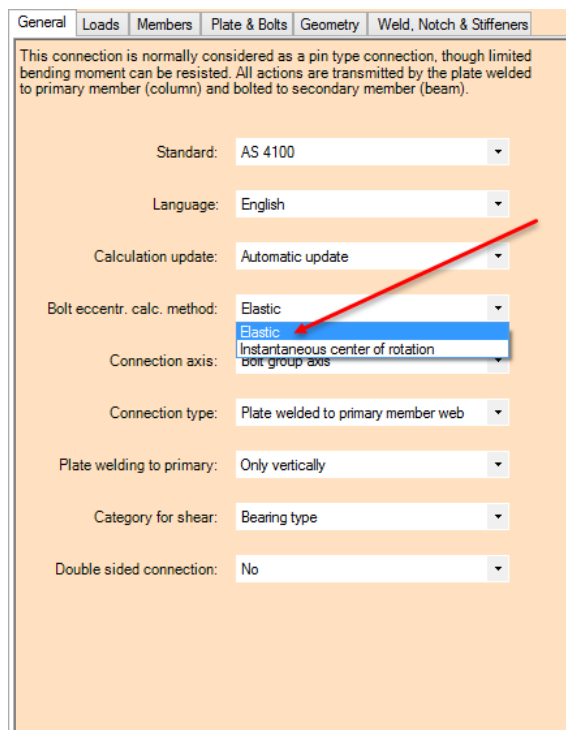 General Loads Members Plate & Bolts Geometry Weld, Notch & Stiffeners
This connection is normally considered as a pin type connection, though limited
bending moment can be resisted. All actions are transmitted by the plate welded
to primary member (column) and bolted to secondary member (beam).
Standard: AS 4100
Language: English
Calculation update: Automatic update
Bolt eccentr. calc. method: Elastic
Elastic
Instantaneous center of rotation
Connection axis: Bolt group axis
Connection type: Plate welded to primary member web
Plate welding to primary: Only vertically
Category for shear: Bearing type
Double sided connection: No